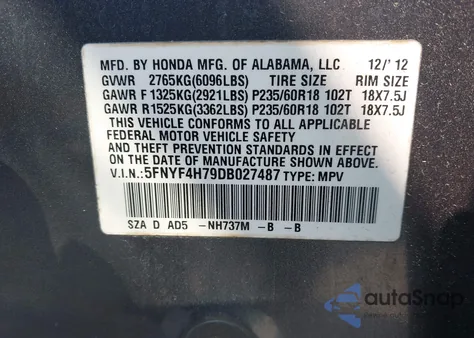 MFD. BY HONDA MFG. OF ALABAMA, LLC 12/'12
GVWR 2765KG(6096LBS) TIRE SIZE RIM SIZE
GAWR F 1325KG(2921LBS) P235/60R18 102T 18X7.5J
GAWR R1525KG(3362LBS) P235/60R18 102T 18X7.5J
THIS VEHICLE CONFORMS TO ALL APPLICABLE
FEDERAL MOTOR VEHICLE SAFETY
AND THEFT PREVENTION STANDARDS IN EFFECT
ON THE DATE OF MANUFACTURE SHOWN ABOVE.
V.I.N.: 5FNYF4H79DB027487 TYPE: MPV
SZA D AD5 -NH737M -B -B
autoSnap